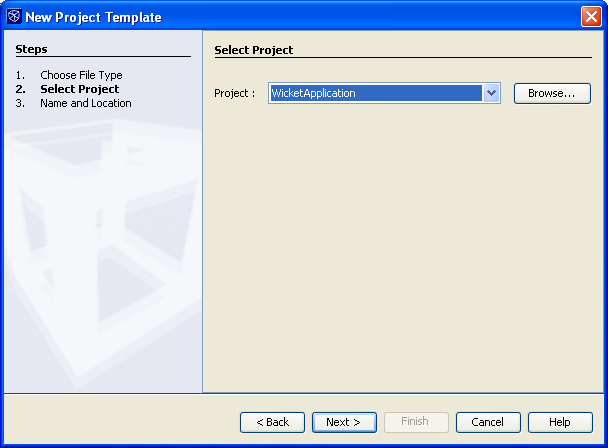 New Project Template
Steps
1. Choose File Type
2. Select Project
3. Name and Location
Select Project
Project : WicketApplication Browse...
< Back Next > Finish Cancel Help